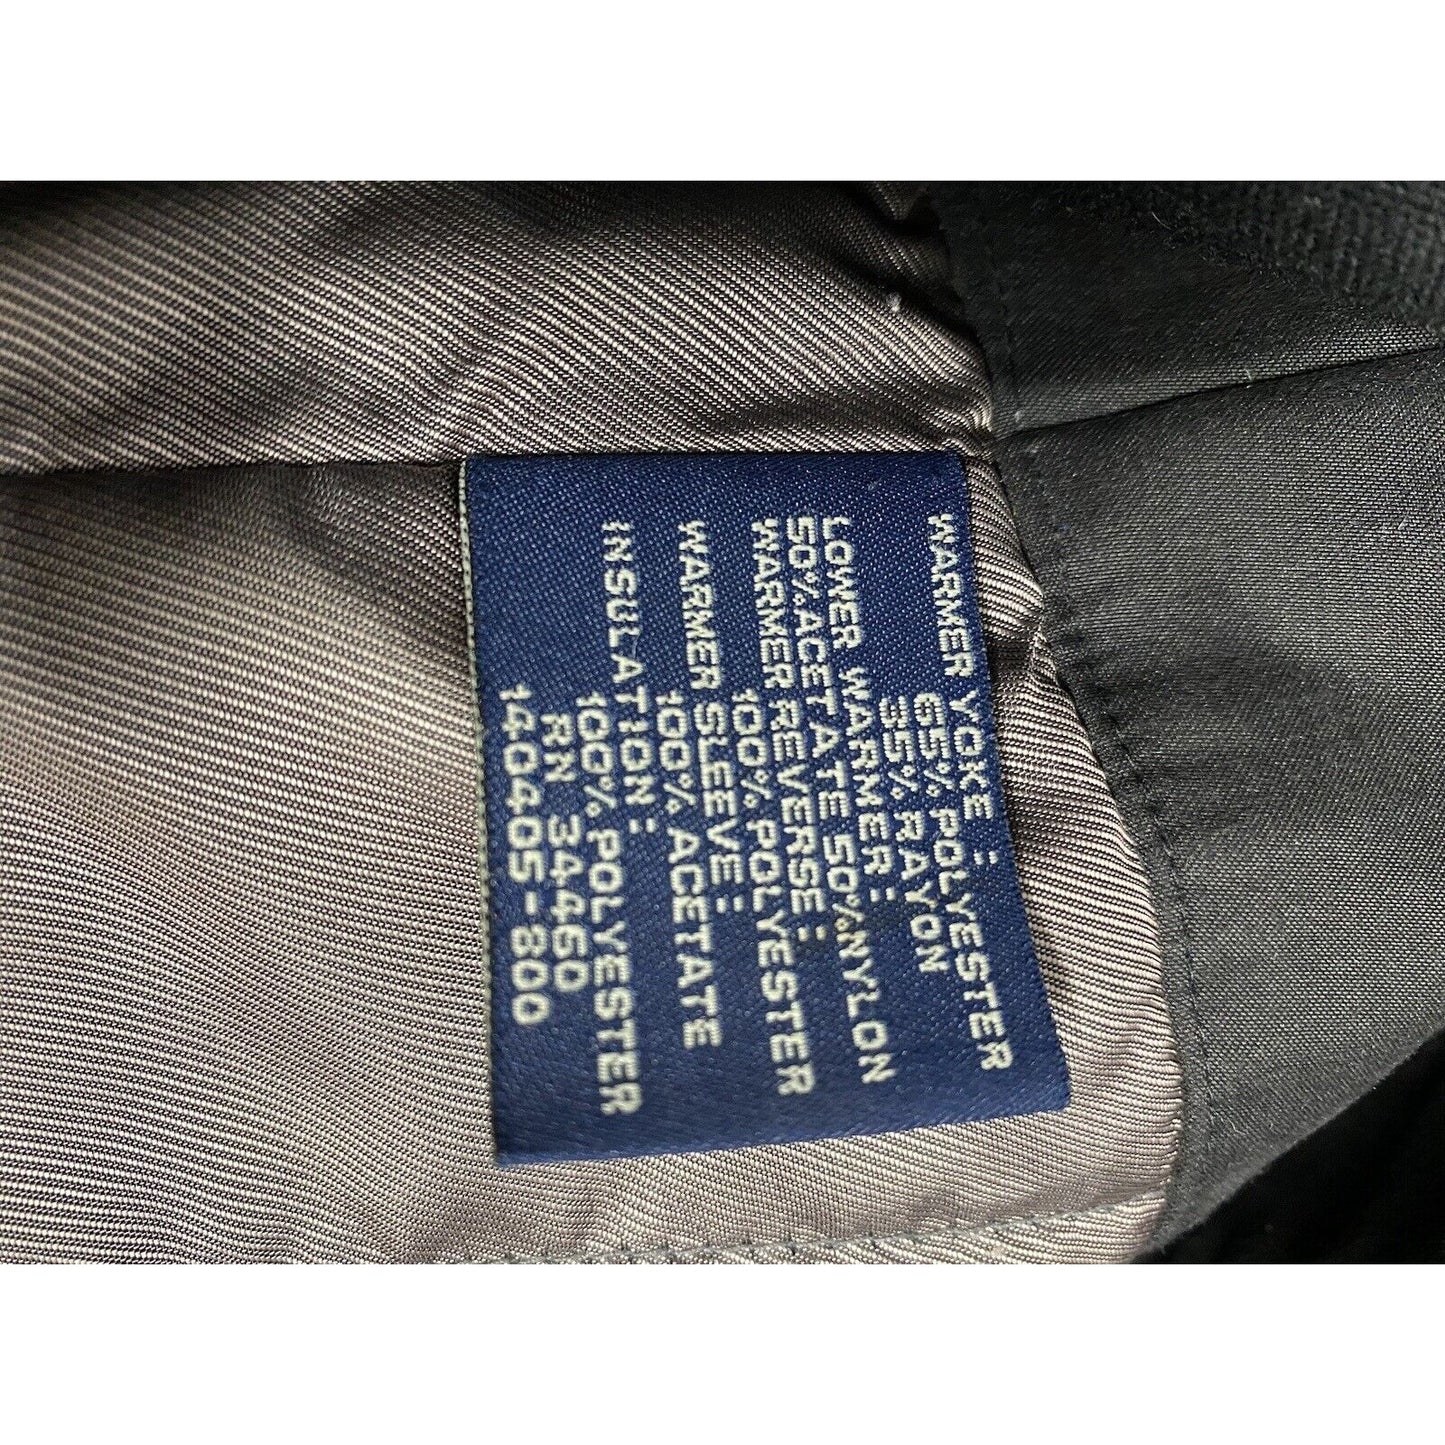 WARMER YOKE:
65% POLYESTER
35% RAYON
LOWER WARMER:
50% ACETATE 50% NYLON
WARMER REVERSE:
100% POLYESTER
WARMER SLEEVE:
100% ACETATE
INSULATION:
100% POLYESTER
RN 34460
140405-800